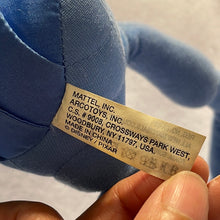 MATTEL, INC.
ARCOTOYS, INC.
C.S. # 9008, CROSSWAYS PARK WEST,
WOODBURY, NY 11797, USA
MADE IN CHINA
© DISNEY / PIXAR